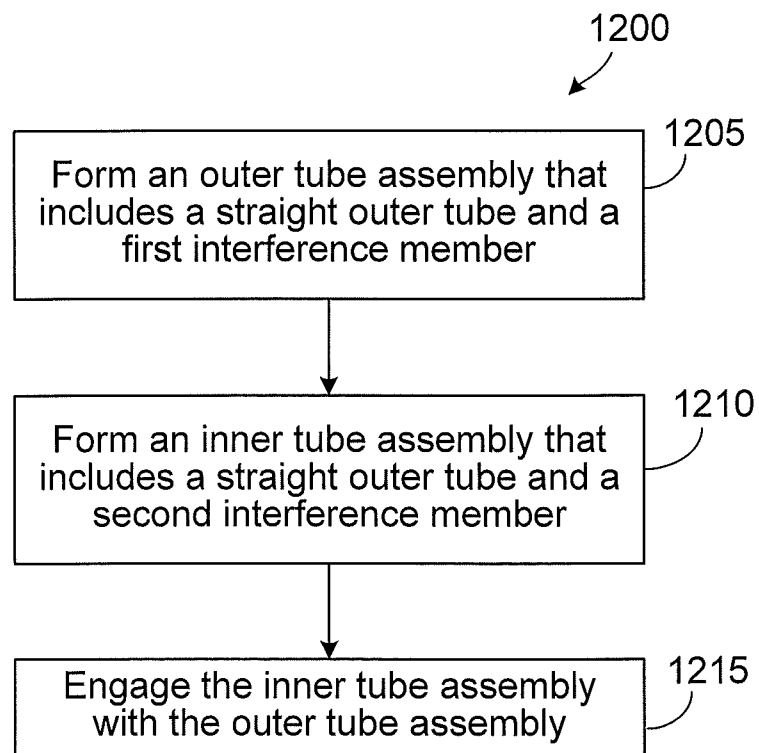 1200
1205
Form an outer tube assembly that
includes a straight outer tube and a
first interference member
1210
Form an inner tube assembly that
includes a straight outer tube and a
second interference member
1215
Engage the inner tube assembly
with the outer tube assembly